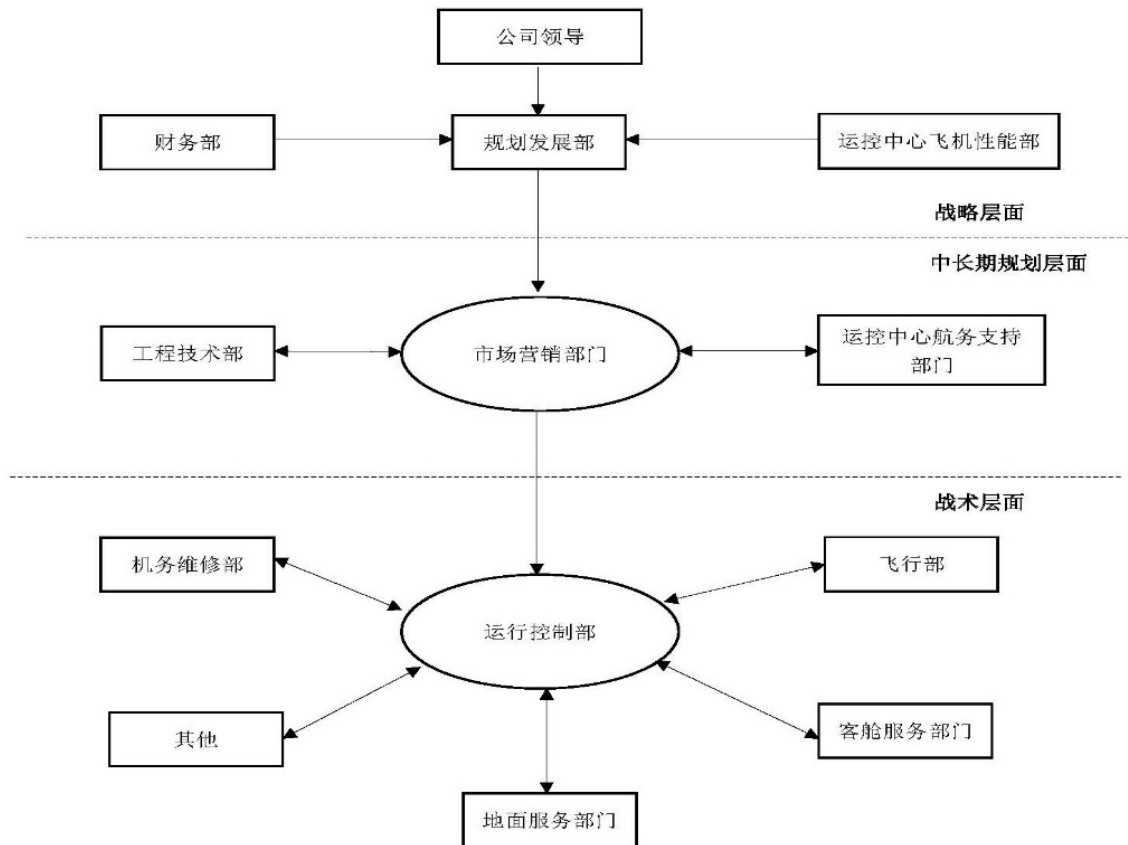 公司领导
财务部
规划发展部
运控中心飞机性能部
战略层面
中长期规划层面
工程技术部
市场营销部门
运控中心航务支持
部门
战术层面
机务维修部
飞行部
运行控制部
其他
客舱服务部门
地面服务部门